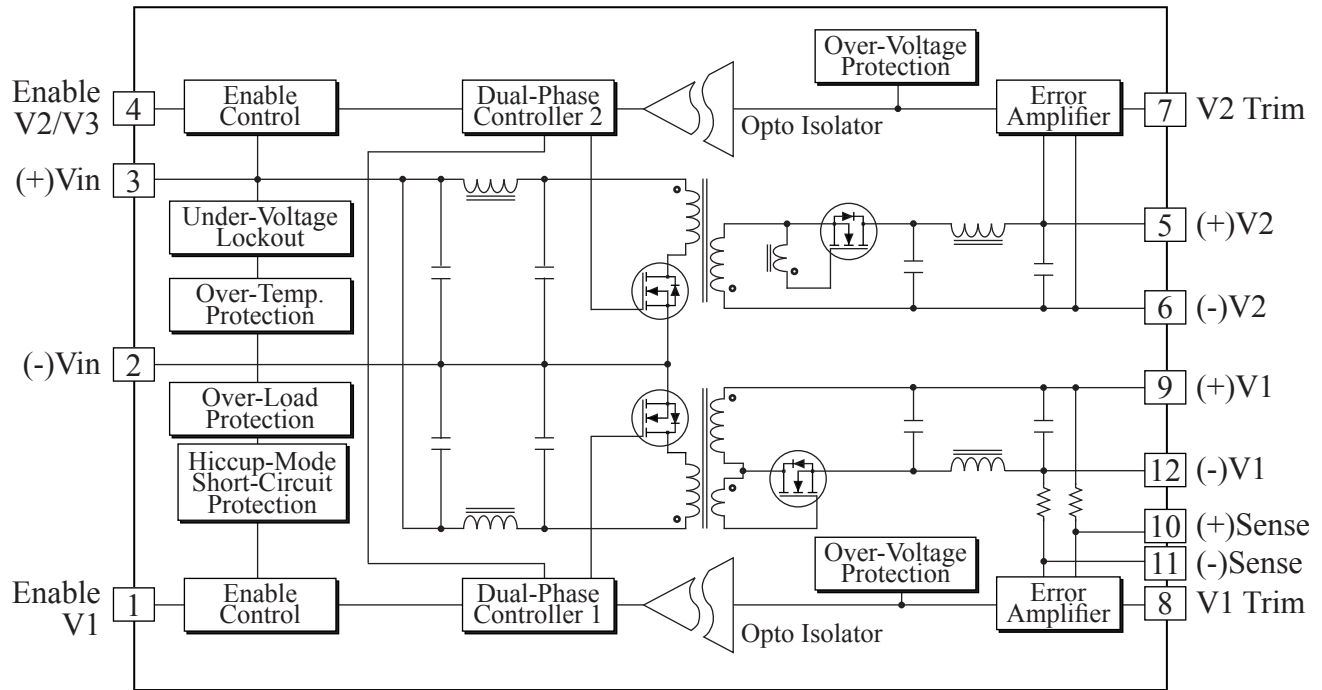 Enable
V2/V3
4
Enable
Control
Dual-Phase
Controller 2
Opto Isolator
Over-Voltage
Protection
Error
Amplifier
7
V2 Trim
(+)Vin
3
Under-Voltage
Lockout
5
(+)V2
Over-Temp.
Protection
6
(-)V2
(-)Vin
2
9
(+)V1
Over-Load
Protection
Hiccup-Mode
Short-Circuit
Protection
12
(-)V1
10
(+)Sense
11
(-)Sense
Enable
V1
1
Enable
Control
Dual-Phase
Controller 1
Opto Isolator
Over-Voltage
Protection
Error
Amplifier
8
V1 Trim